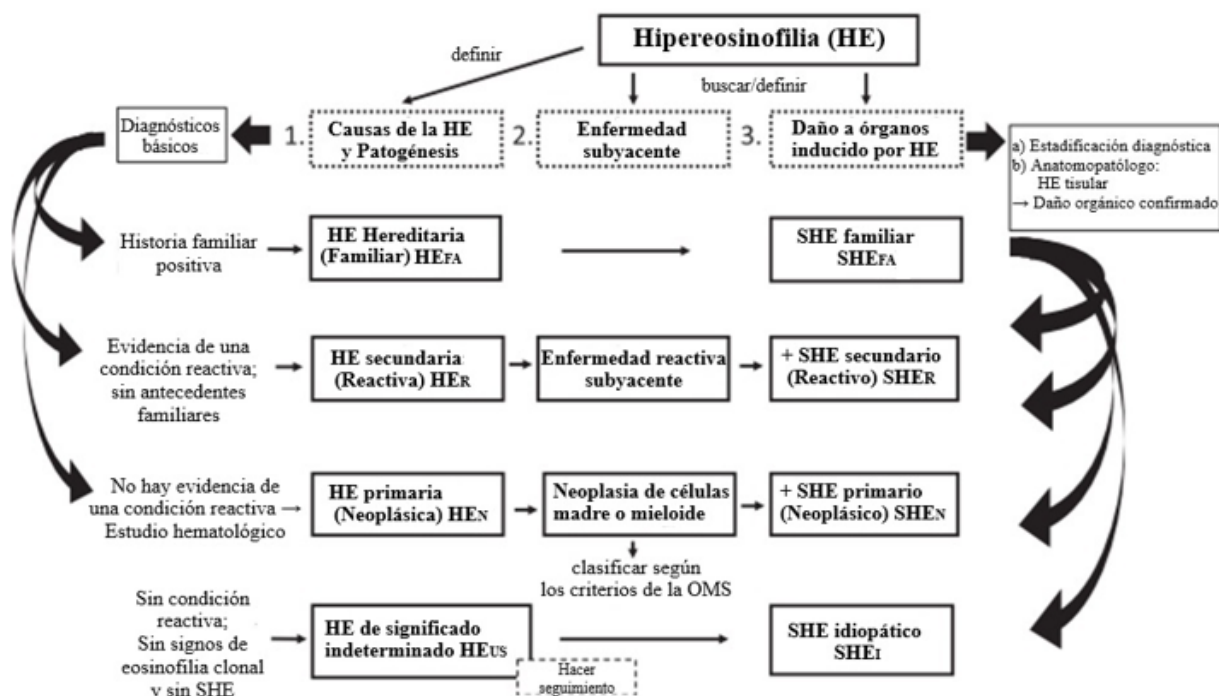 Hipereosinofilia (HE)
definir
buscar/definir
Diagnósticos
básicos
1.
Causas de la HE
y Patogénesis
2.
Enfermedad
subyacente
3.
Daño a órganos
inducido por HE
a) Estadificación diagnóstica
b) Anatomopatólogo:
HE tisular
→ Daño orgánico confirmado
Historia familiar
positiva
HE Hereditaria
(Familiar) HEFA
SHE familiar
SHEFA
Evidencia de una
condición reactiva;
sin antecedentes
familiares
HE secundaria
(Reactiva) HER
Enfermedad reactiva
subyacente
+ SHE secundario
(Reactivo) SHER
No hay evidencia de
una condición reactiva →
Estudio hematológico
HE primaria
(Neoplásica) HEN
Neoplasia de células
madre o mieloide
+ SHE primario
(Neoplásico) SHEN
clasificar según
los criterios de la OMS
Sin condición
reactiva;
Sin signos de
eosinofilia clonal
y sin SHE
HE de significado
indeterminado HEUS
Hacer
seguimiento
SHE idiopático
SHEI